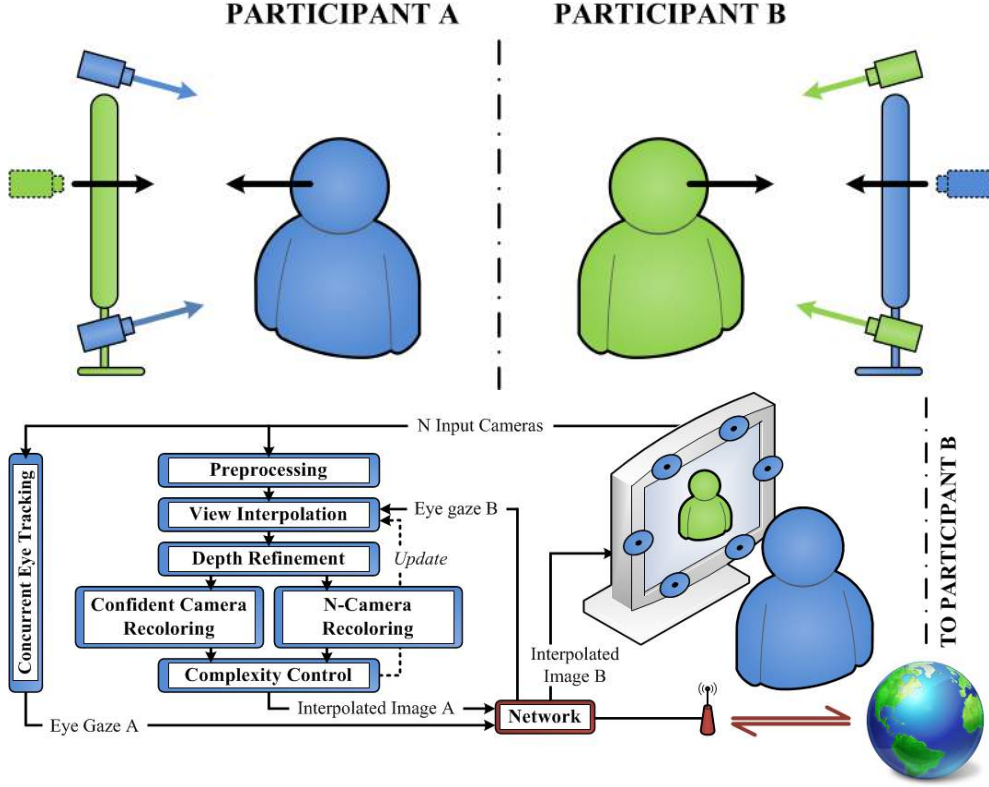 PARTICIPANT A
PARTICIPANT B
N Input Cameras
Concurrent Eye Tracking
Preprocessing
View Interpolation
Eye gaze B
Depth Refinement
Update
Confident Camera
Recoloring
N-Camera
Recoloring
Complexity Control
Interpolated
Image B
Interpolated Image A
Eye Gaze A
Network
TO PARTICIPANT B